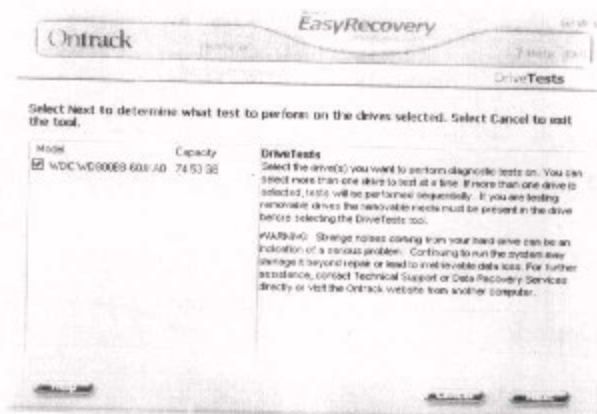 EasyRecovery
Ontrack
DriveTests
Select Next to determine what test to perform on the drives selected. Select Cancel to exit
the tool.
Model Capacity
74.53 GB
DriveTests
Select the drive(s) you want to perform diagnostic tests on. You can
select more than one drive to test at a time. If more than one drive is
selected, tests will be performed sequentially. If you are testing
removable drives the removable media must be present in the drive
before selecting the DriveTests tool.
WARNING: Strange noises coming from your hard drive can be an
indication of a serious problem. Continuing to run the system may
damage it beyond repair or lead to irretrievable data loss. For further
assistance, contact Technical Support or Data Recovery Services
directly or visit the Ontrack website from another computer.
Help
Cancel